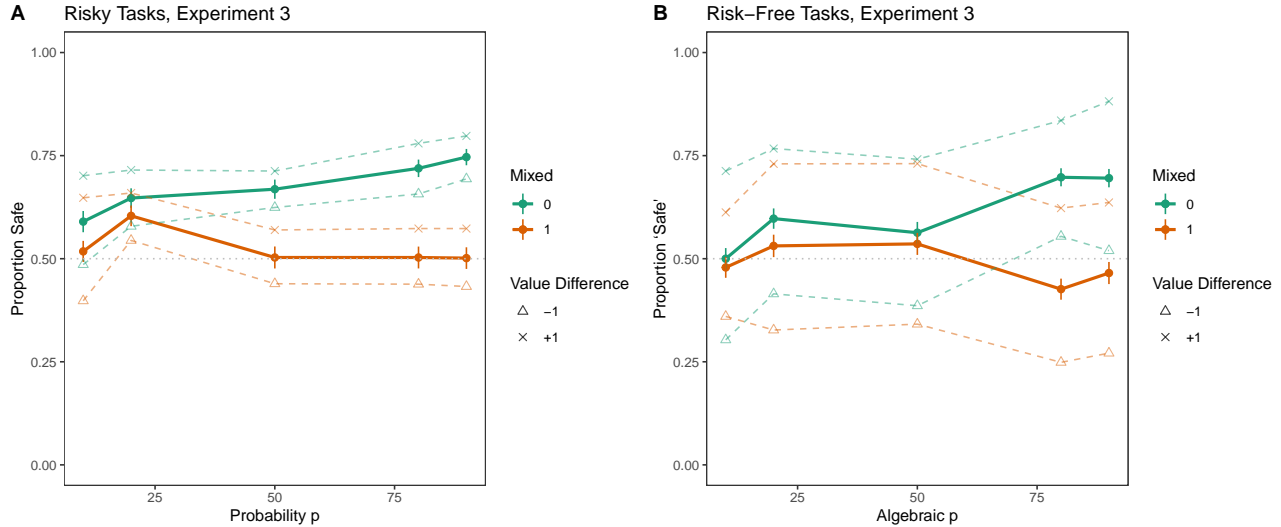 A
Risky Tasks, Experiment 3
1.00
0.75
0.50
0.25
0.00
Proportion Safe
25
50
75
Probability p
Mixed
0
1
Value Difference
−1
+1
B
Risk−Free Tasks, Experiment 3
1.00
0.75
0.50
0.25
0.00
Proportion ‘Safe’
25
50
75
Algebraic p
Mixed
0
1
Value Difference
−1
+1